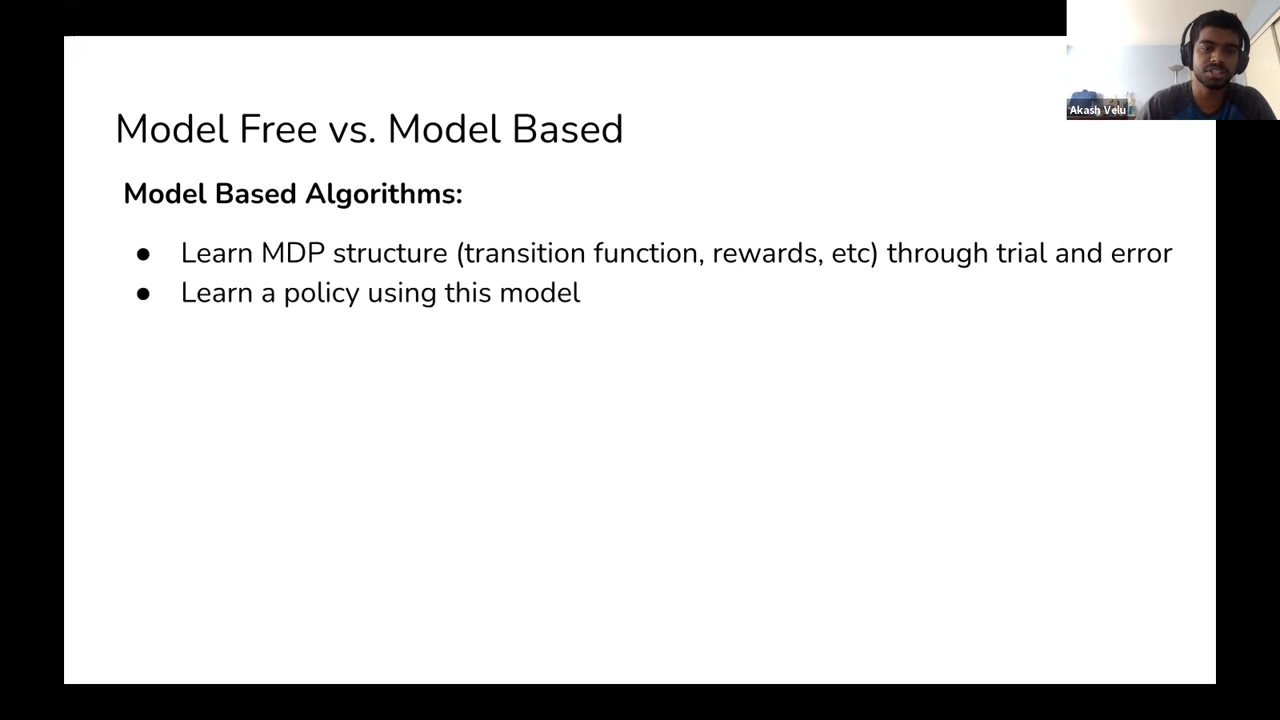 Akash Velu
Model Free vs. Model Based
Model Based Algorithms:
● Learn MDP structure (transition function, rewards, etc) through trial and error
● Learn a policy using this model